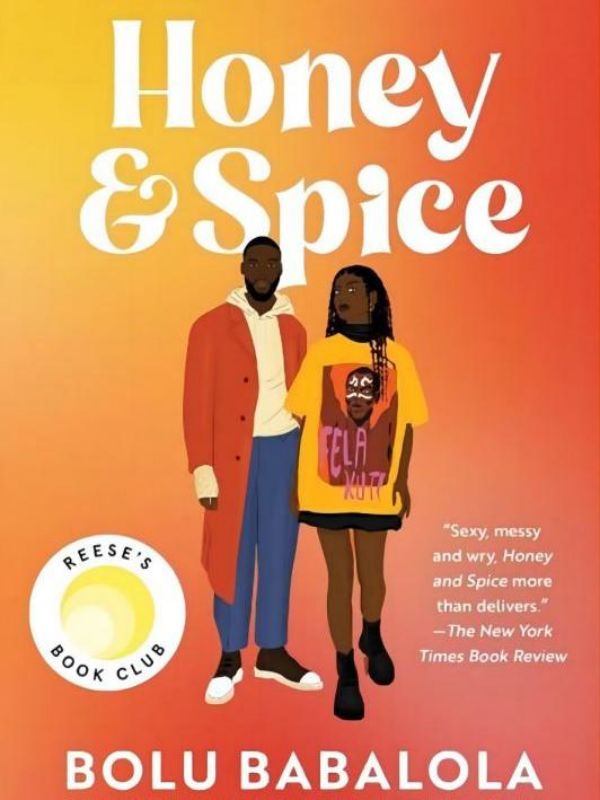 Honey
& Spice
FELA
KUTI
REESE'S
BOOK CLUB
"Sexy, messy
and wry, Honey
and Spice more
than delivers."
—The New York
Times Book Review
BOLU BABALOLA